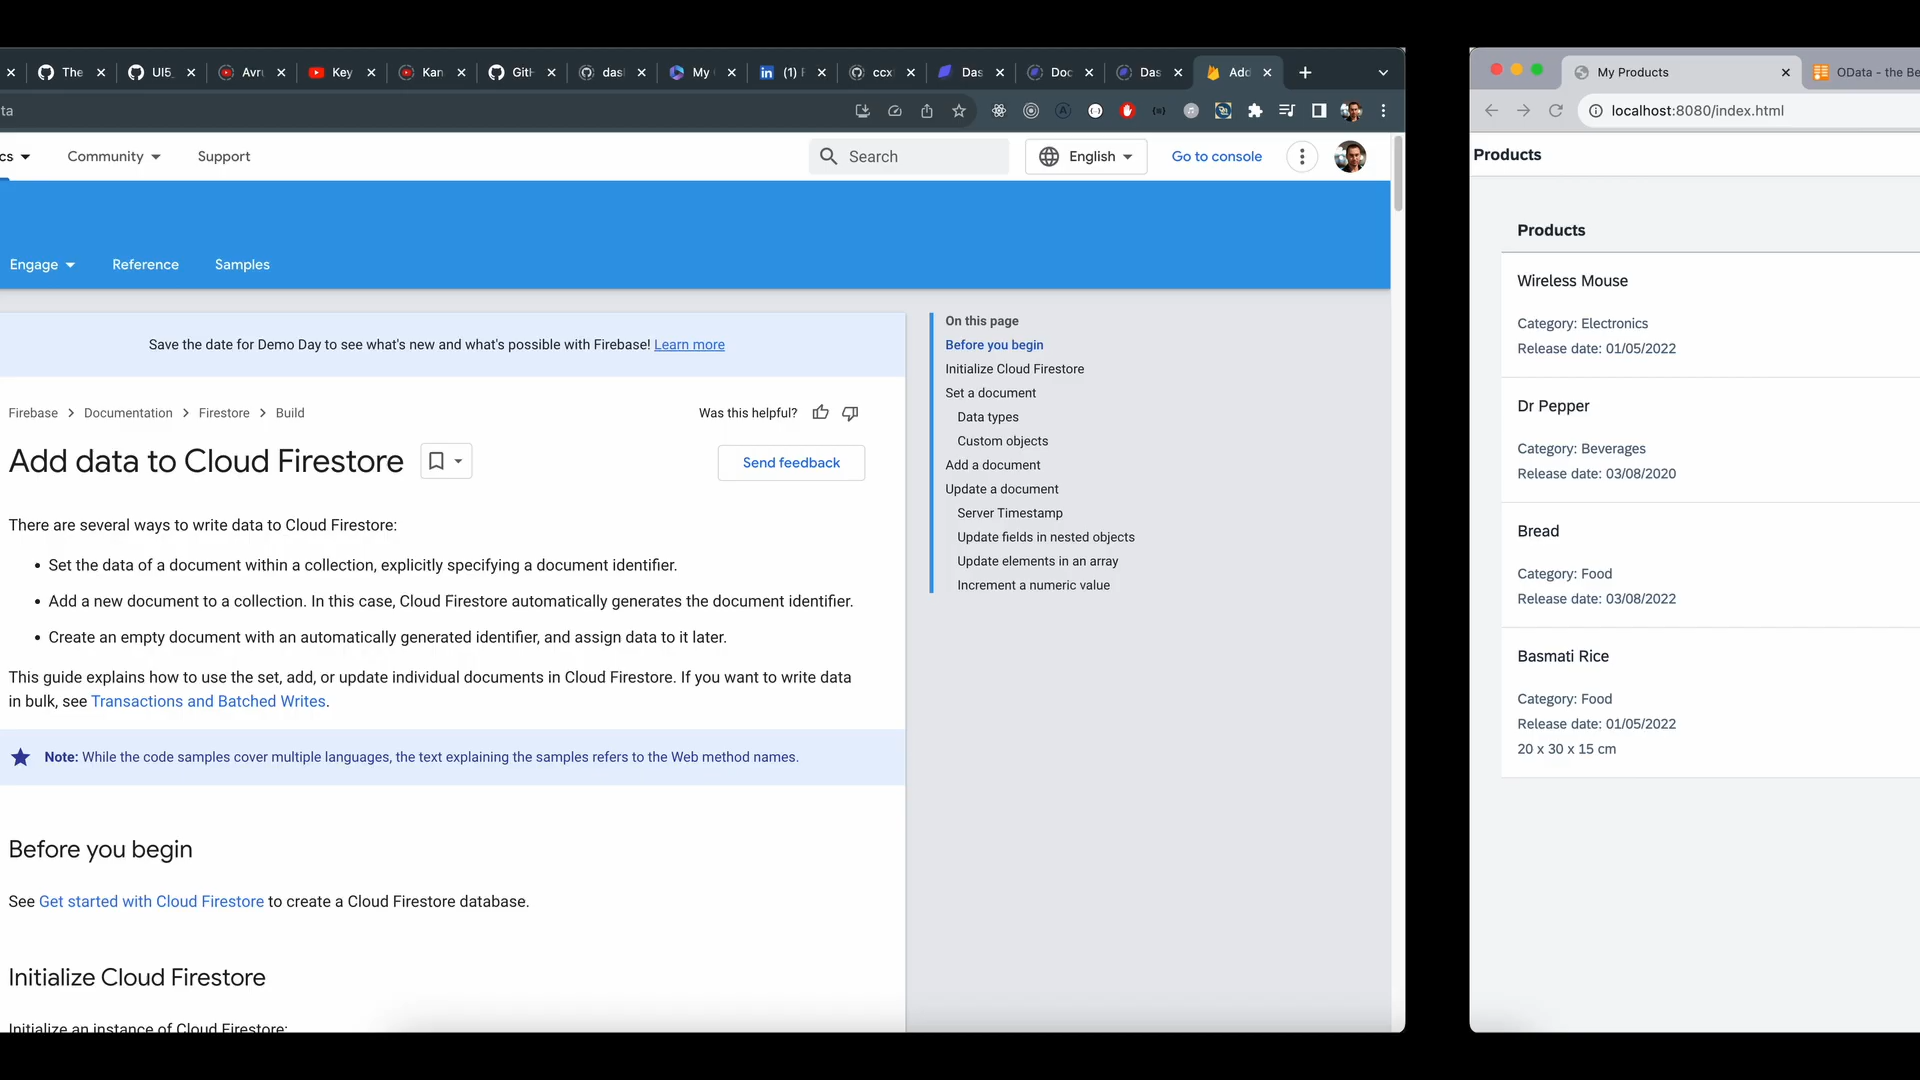 The
UI5
Avr
Key
Kan
Git
das
My
(1)
ccx
Das
Doc
Das
Add
ta
cs
Community
Support
Search
English
Go to console
Engage
Reference
Samples
Save the date for Demo Day to see what's new and what's possible with Firebase! Learn more
Firebase
Documentation
Firestore
Build
Was this helpful?
Add data to Cloud Firestore
Send feedback
There are several ways to write data to Cloud Firestore:
• Set the data of a document within a collection, explicitly specifying a document identifier.
• Add a new document to a collection. In this case, Cloud Firestore automatically generates the document identifier.
• Create an empty document with an automatically generated identifier, and assign data to it later.
This guide explains how to use the set, add, or update individual documents in Cloud Firestore. If you want to write data
in bulk, see Transactions and Batched Writes.
Note: While the code samples cover multiple languages, the text explaining the samples refers to the Web method names.
Before you begin
See Get started with Cloud Firestore to create a Cloud Firestore database.
Initialize Cloud Firestore
Initialize an instance of Cloud Firestore:
On this page
Before you begin
Initialize Cloud Firestore
Set a document
Data types
Custom objects
Add a document
Update a document
Server Timestamp
Update fields in nested objects
Update elements in an array
Increment a numeric value
My Products
OData - the Be
localhost:8080/index.html
Products
Products
Wireless Mouse
Category: Electronics
Release date: 01/05/2022
Dr Pepper
Category: Beverages
Release date: 03/08/2020
Bread
Category: Food
Release date: 03/08/2022
Basmati Rice
Category: Food
Release date: 01/05/2022
20 x 30 x 15 cm